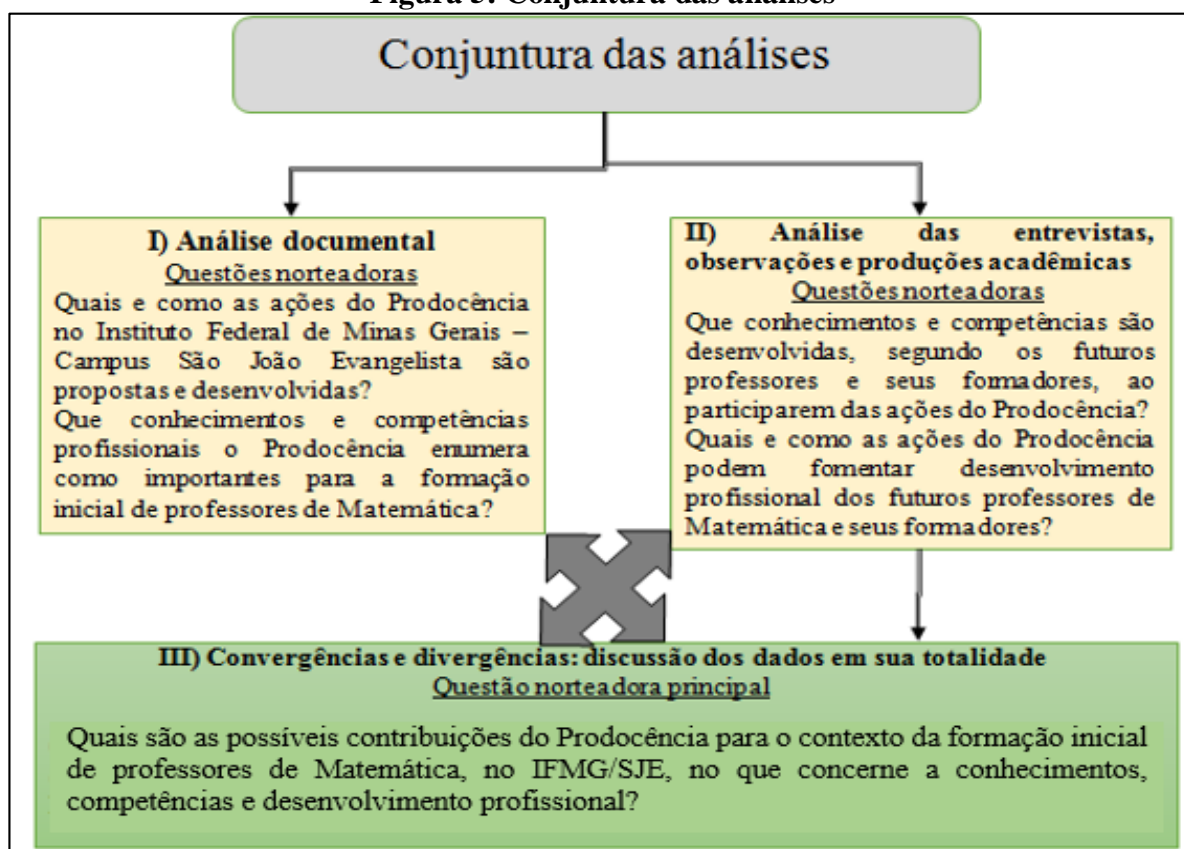 Figura 5: Conjuntura das análises
Conjuntura das análises
I) Análise documental
Questões norteadoras
Quais e como as ações do Prodocência
no Instituto Federal de Minas Gerais –
Campus São João Evangelista são
propostas e desenvolvidas?
Que conhecimentos e competências
profissionais o Prodocência enumera
como importantes para a formação
inicial de professores de Matemática?
II) Análise das entrevistas,
observações e produções acadêmicas
Questões norteadoras
Que conhecimentos e competências são
desenvolvidas, segundo os futuros
professores e seus formadores, ao
participarem das ações do Prodocência?
Quais e como as ações do Prodocência
podem fomentar desenvolvimento
profissional dos futuros professores de
Matemática e seus formadores?
III) Convergências e divergências: discussão dos dados em sua totalidade
Questão norteadora principal
Quais são as possíveis contribuições do Prodocência para o contexto da formação inicial
de professores de Matemática, no IFMG/SJE, no que concerne a conhecimentos,
competências e desenvolvimento profissional?